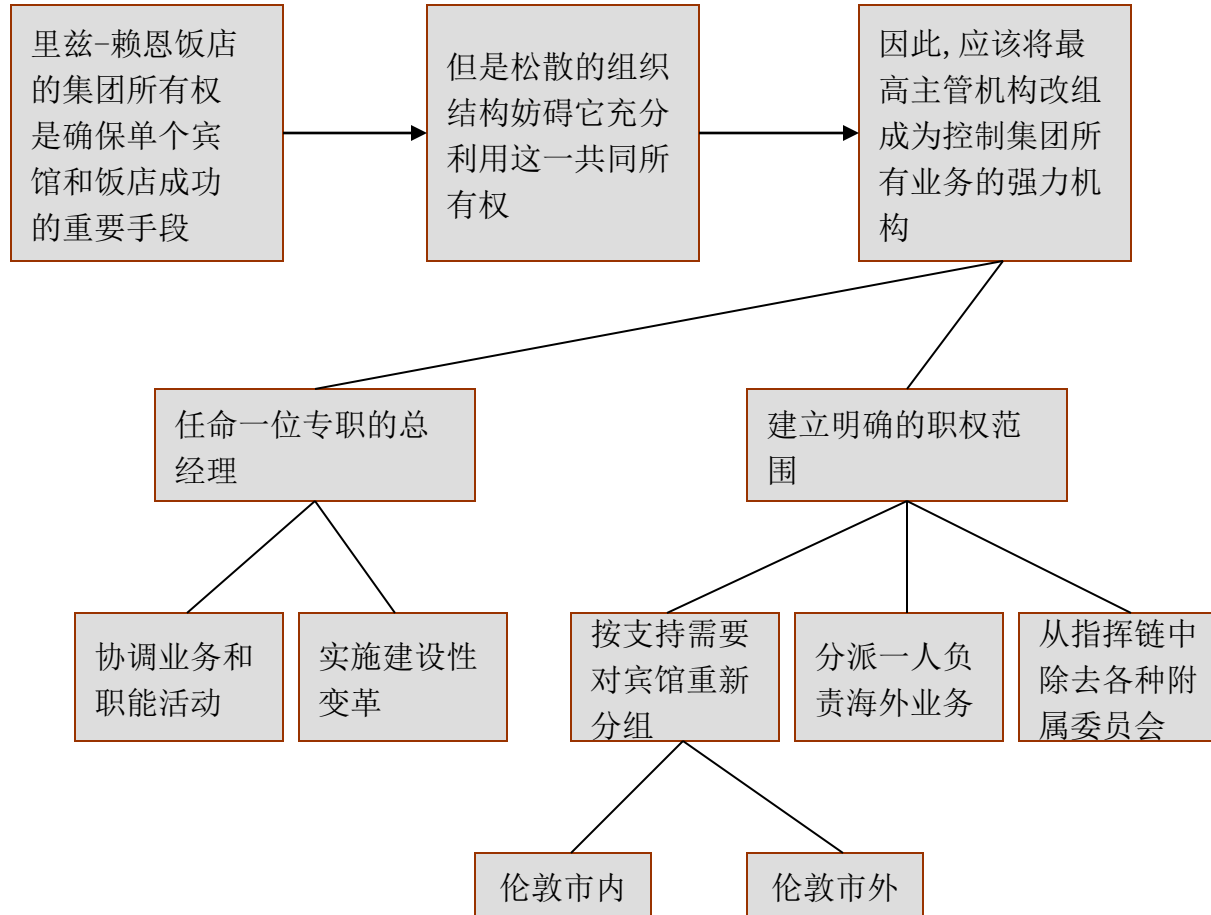 里兹-赖恩饭店
的集团所有权
是确保单个宾
馆和饭店成功
的重要手段
但是松散的组织
结构妨碍它充分
利用这一共同所
有权
因此,应该将最
高主管机构改组
成为控制集团所
有业务的强力机
构
任命一位专职的总
经理
建立明确的职权范
围
协调业务和
职能活动
实施建设性
变革
按支持需要
对宾馆重新
分组
分派一人负
责海外业务
从指挥链中
除去各种附
属委员会
伦敦市内
伦敦市外